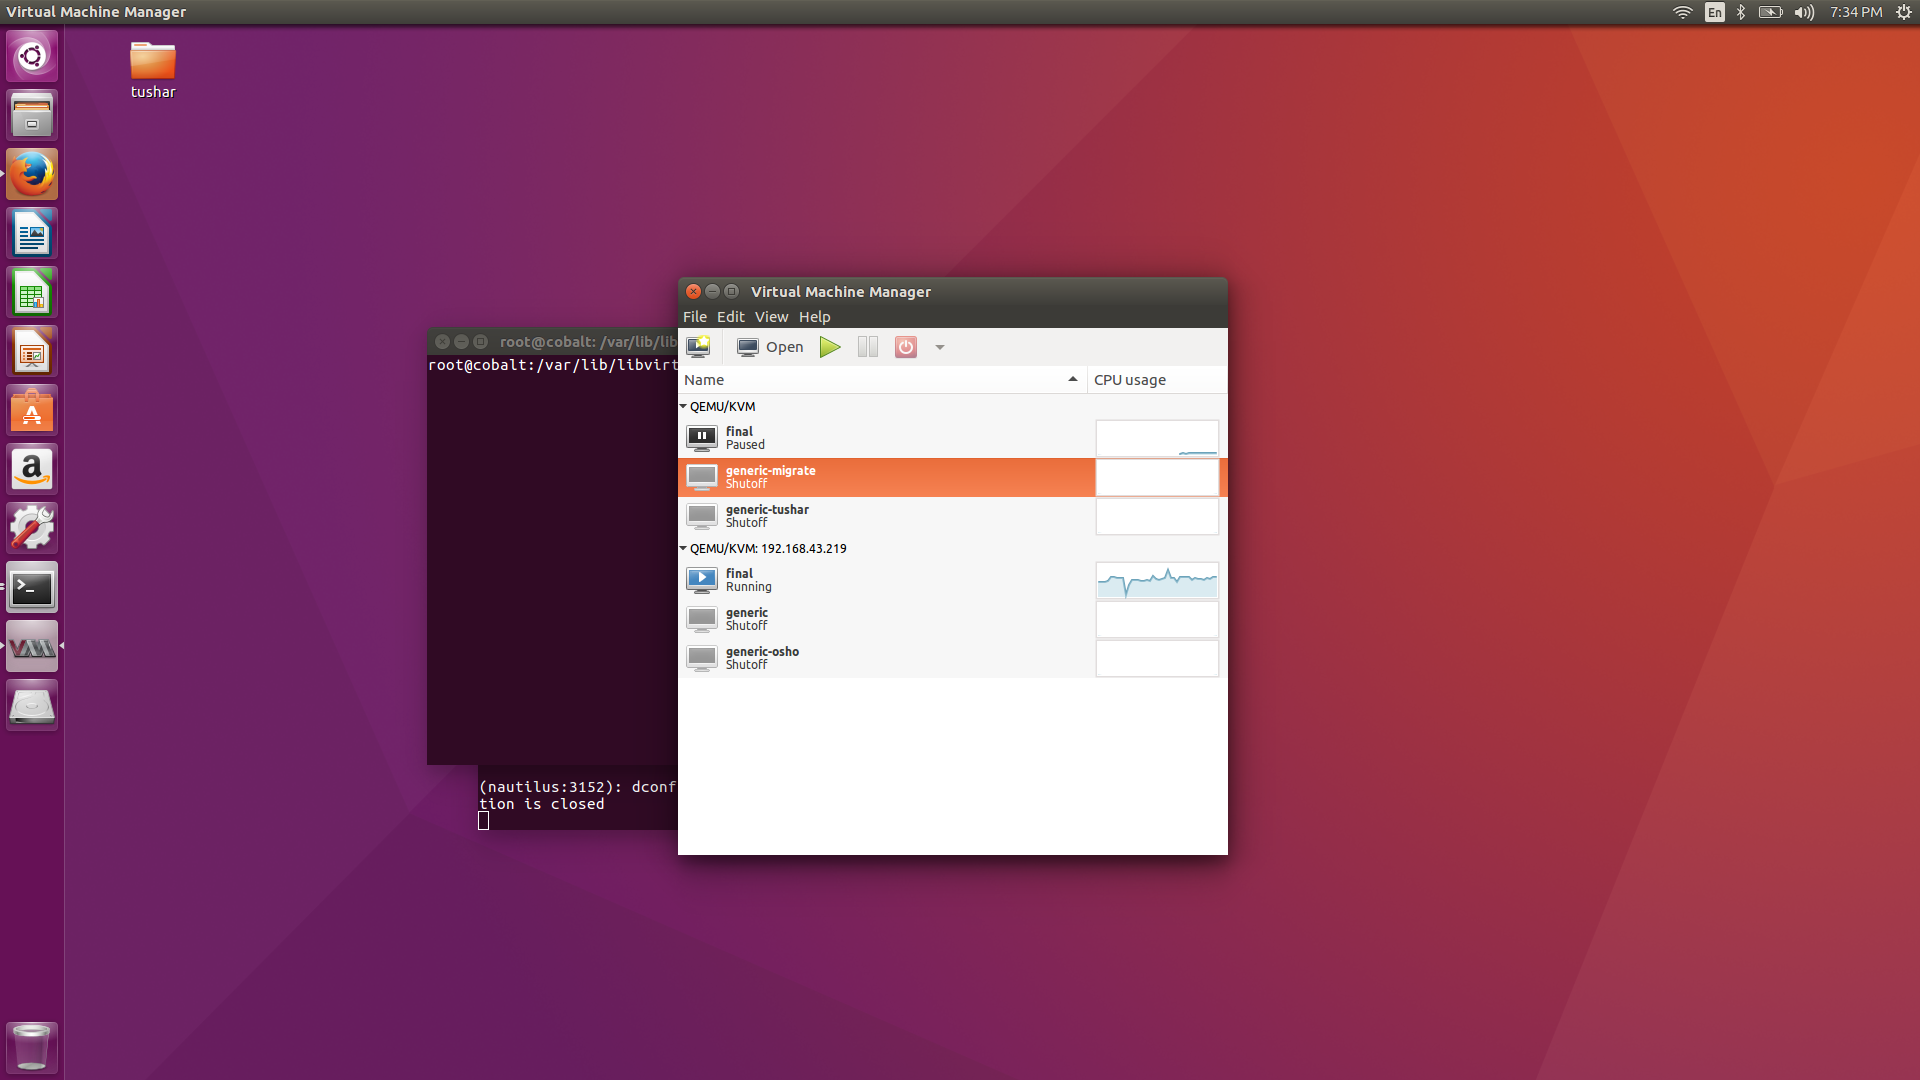 Virtual Machine Manager
En
7:34 PM
tushar
Virtual Machine Manager
File Edit View Help
Open
Name
CPU usage
QEMU/KVM
final
Paused
generic-migrate
Shutoff
generic-tushar
Shutoff
QEMU/KVM: 192.168.43.219
final
Running
generic
Shutoff
generic-osho
Shutoff
root@cobalt: /var/lib/lib
root@cobalt:/var/lib/libvirt
(nautilus:3152): dconf
tion is closed